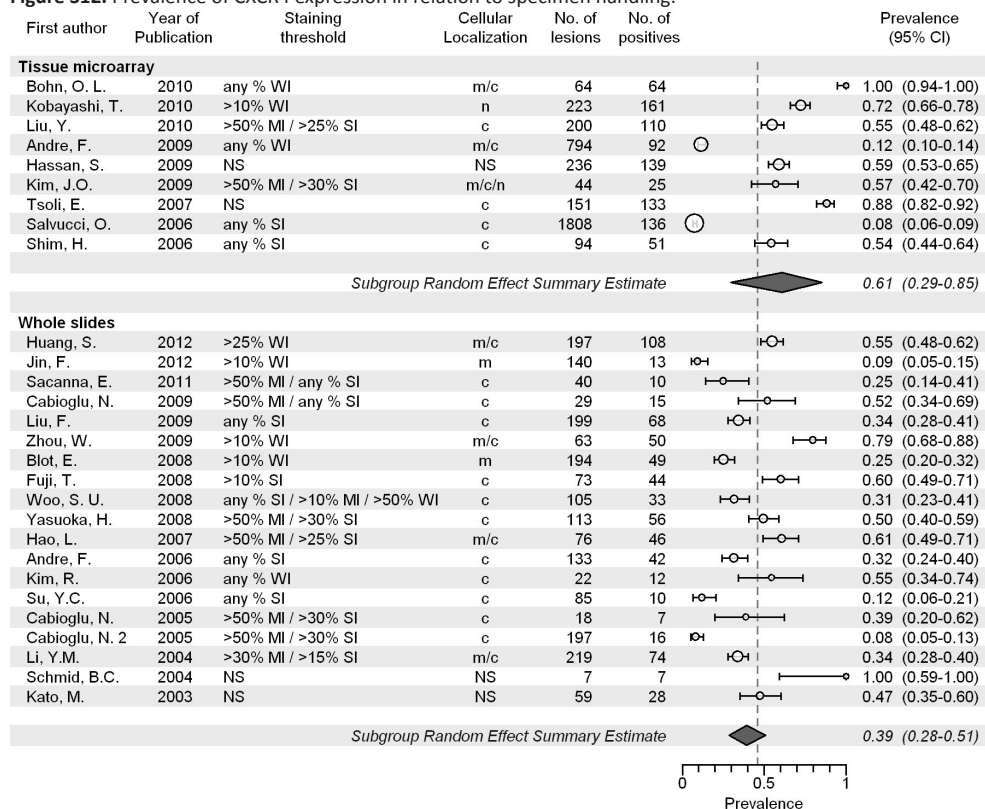 Figure S12. Prevalence of CXCR4 expression in relation to specimen handling.
First author Year of Publication Staining threshold Cellular Localization No. of lesions No. of positives Prevalence (95% CI)
Tissue microarray
Bohn, O. L. 2010 any % WI m/c 64 64 1.00 (0.94-1.00)
Kobayashi, T. 2010 >10% WI n 223 161 0.72 (0.66-0.78)
Liu, Y. 2010 >50% MI / >25% SI c 200 110 0.55 (0.48-0.62)
Andre, F. 2009 any % WI m/c 794 92 0.12 (0.10-0.14)
Hassan, S. 2009 NS NS 236 139 0.59 (0.53-0.65)
Kim, J.O. 2009 >50% MI / >30% SI m/c/n 44 25 0.57 (0.42-0.70)
Tsoli, E. 2007 NS c 151 133 0.88 (0.82-0.92)
Salvucci, O. 2006 any % SI c 1808 136 0.08 (0.06-0.09)
Shim, H. 2006 any % SI c 94 51 0.54 (0.44-0.64)
Subgroup Random Effect Summary Estimate 0.61 (0.29-0.85)
Whole slides
Huang, S. 2012 >25% WI m/c 197 108 0.55 (0.48-0.62)
Jin, F. 2012 >10% WI m 140 13 0.09 (0.05-0.15)
Sacanna, E. 2011 >50% MI / any % SI c 40 10 0.25 (0.14-0.41)
Cabioglu, N. 2009 >50% MI / any % SI c 29 15 0.52 (0.34-0.69)
Liu, F. 2009 any % SI c 199 68 0.34 (0.28-0.41)
Zhou, W. 2009 >10% WI m/c 63 50 0.79 (0.68-0.88)
Blot, E. 2008 >10% WI m 194 49 0.25 (0.20-0.32)
Fuji, T. 2008 >10% SI c 73 44 0.60 (0.49-0.71)
Woo, S. U. 2008 any % SI / >10% MI / >50% WI c 105 33 0.31 (0.23-0.41)
Yasuoka, H. 2008 >50% MI / >30% SI c 113 56 0.50 (0.40-0.59)
Hao, L. 2007 >50% MI / >25% SI m/c 76 46 0.61 (0.49-0.71)
Andre, F. 2006 any % SI c 133 42 0.32 (0.24-0.40)
Kim, R. 2006 any % WI c 22 12 0.55 (0.34-0.74)
Su, Y.C. 2006 any % SI c 85 10 0.12 (0.06-0.21)
Cabioglu, N. 2005 >50% MI / >30% SI c 18 7 0.39 (0.20-0.62)
Cabioglu, N. 2 2005 >50% MI / >30% SI c 197 16 0.08 (0.05-0.13)
Li, Y.M. 2004 >30% MI / >15% SI m/c 219 74 0.34 (0.28-0.40)
Schmid, B.C. 2004 NS NS 7 7 1.00 (0.59-1.00)
Kato, M. 2003 NS NS 59 28 0.47 (0.35-0.60)
Subgroup Random Effect Summary Estimate 0.39 (0.28-0.51)
0 0.5 1
Prevalence